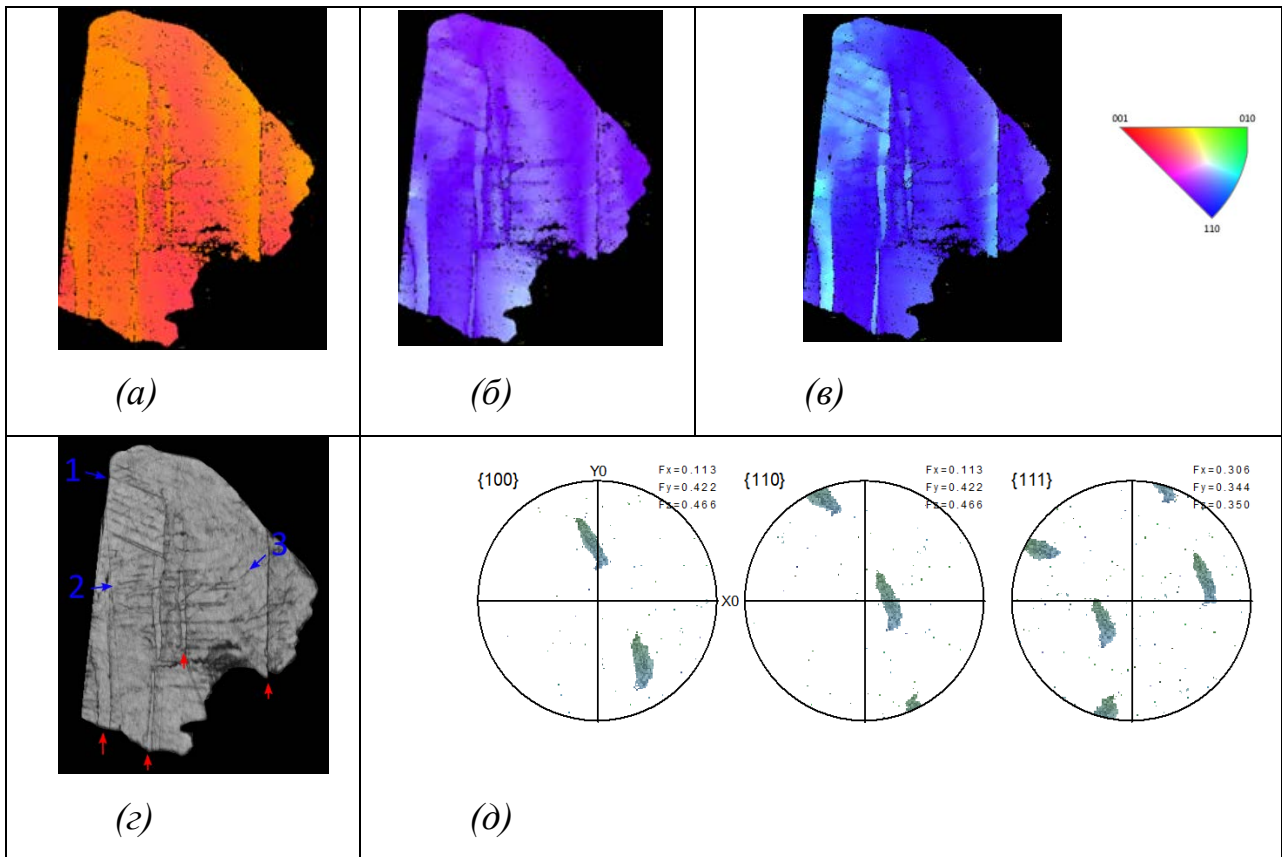 001 010
110
(а) (б) (в)
1
2
3
{100} Y0 Fx=0.113
Fy=0.422
Fz=0.466
X0
{110} Fx=0.113
Fy=0.422
Fz=0.466
{111} Fx=0.306
Fy=0.344
Fz=0.350
(г) (д)